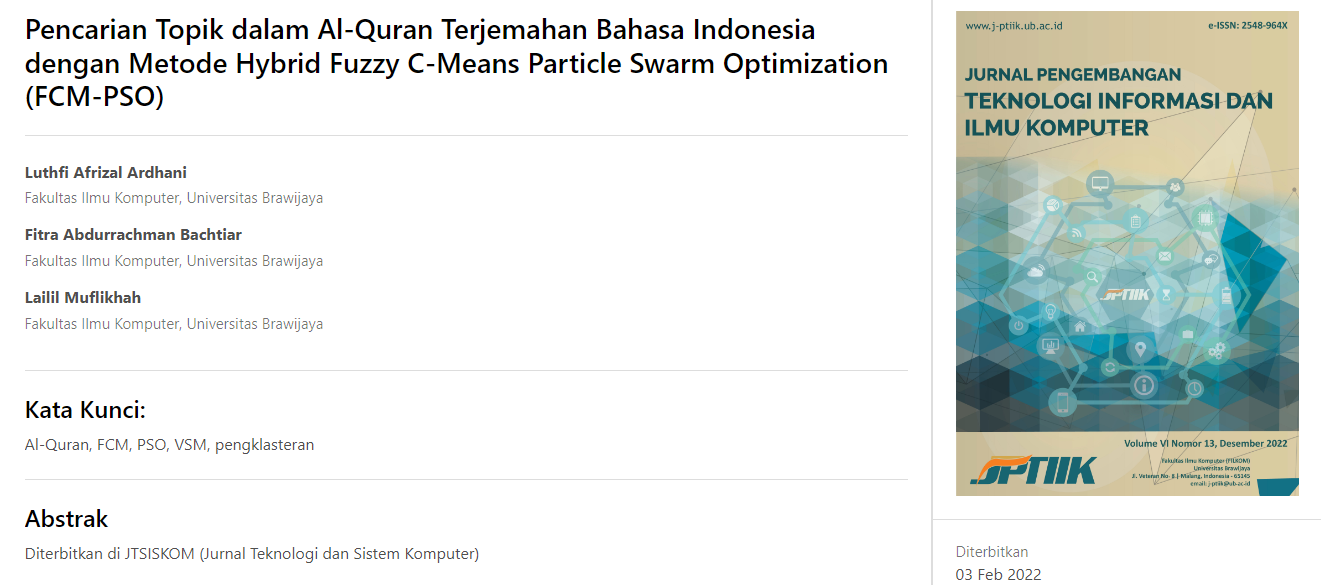 Pencarian Topik dalam Al-Quran Terjemahan Bahasa Indonesia
dengan Metode Hybrid Fuzzy C-Means Particle Swarm Optimization
(FCM-PSO)
Luthfi Afrizal Ardhani
Fakultas Ilmu Komputer, Universitas Brawijaya
Fitra Abdurrachman Bachtiar
Fakultas Ilmu Komputer, Universitas Brawijaya
Lailil Muflikhah
Fakultas Ilmu Komputer, Universitas Brawijaya
Kata Kunci:
Al-Quran, FCM, PSO, VSM, pengklasteran
Abstrak
Diterbitkan di JTSISKOM (Jurnal Teknologi dan Sistem Komputer)
www.j-ptiik.ub.ac.id
e-ISSN: 2548-964X
JURNAL PENGEMBANGAN
TEKNOLOGI INFORMASI DAN
ILMU KOMPUTER
JPTIIK
Volume VI Nomor 13, Desember 2022
JPTIIK
Fakultas Ilmu Komputer (FILKOM)
Universitas Brawijaya
Jl. Veteran No. 8 | Malang, Indonesia - 65145
email: j-ptiik@ub.ac.id
Diterbitkan
03 Feb 2022